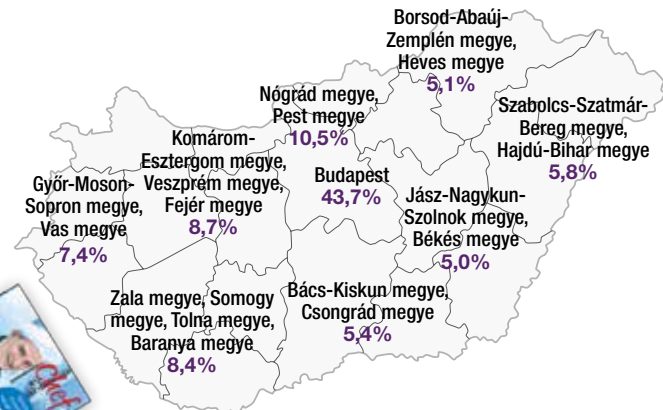 Borsod-Abaúj-
Zemplén megye,
Heves megye
5,1%
Nógrád megye,
Pest megye
10,5%
Szabolcs-Szatmár-
Bereg megye,
Hajdú-Bihar megye
5,8%
Komárom-
Esztergom megye,
Veszprém megye,
Fejér megye
8,7%
Budapest
43,7%
Győr-Moson-
Sopron megye,
Vas megye
7,4%
Jász-Nagykun-
Szolnok megye,
Békés megye
5,0%
Zala megye, Somogy
megye, Tolna megye,
Baranya megye
8,4%
Bács-Kiskun megye,
Csongrád megye
5,4%
Chef